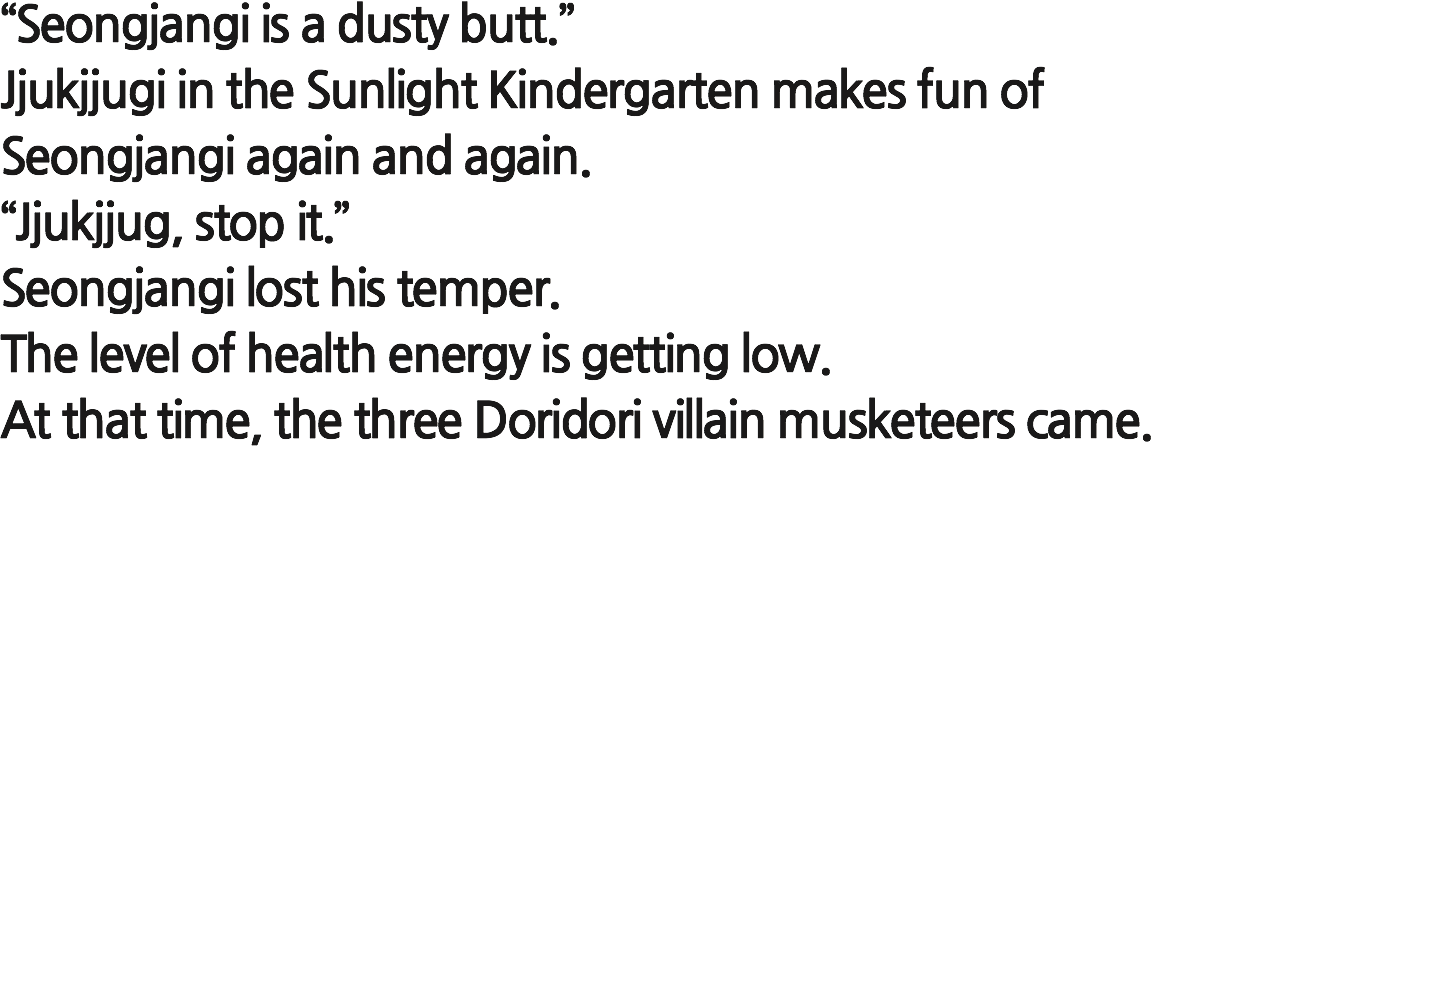 “Seongjangi is a dusty butt.”
Jjukjjugi in the Sunlight Kindergarten makes fun of
Seongjangi again and again.
“Jjukjjug, stop it.”
Seongjangi lost his temper.
The level of health energy is getting low.
At that time, the three Doridori villain musketeers came.